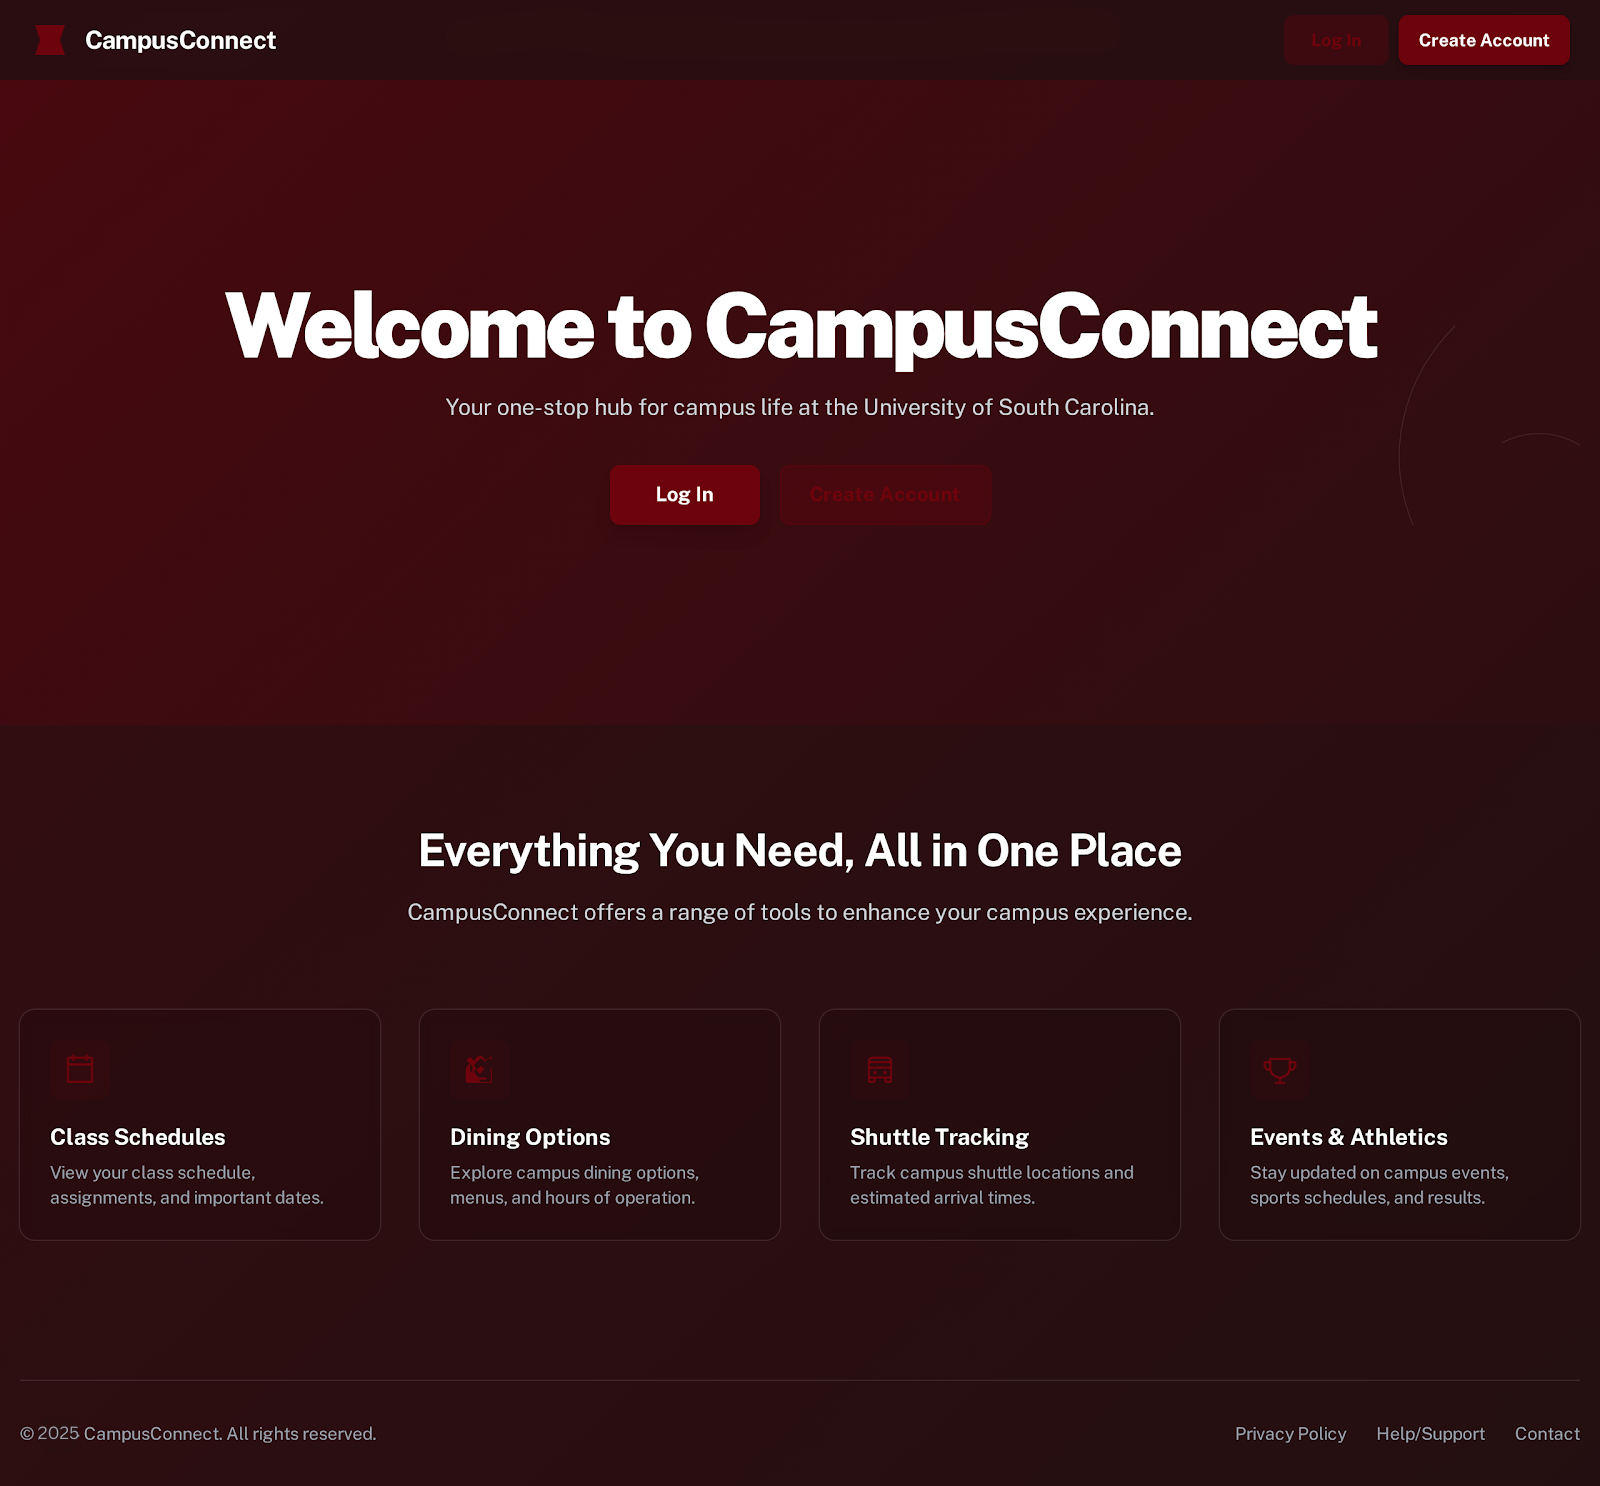 CampusConnect
Log In
Create Account
Welcome to CampusConnect
Your one-stop hub for campus life at the University of South Carolina.
Log In
Create Account
Everything You Need, All in One Place
CampusConnect offers a range of tools to enhance your campus experience.
Class Schedules
View your class schedule,
assignments, and important dates.
Dining Options
Explore campus dining options,
menus, and hours of operation.
Shuttle Tracking
Track campus shuttle locations and
estimated arrival times.
Events & Athletics
Stay updated on campus events,
sports schedules, and results.
© 2025 CampusConnect. All rights reserved.
Privacy Policy
Help/Support
Contact